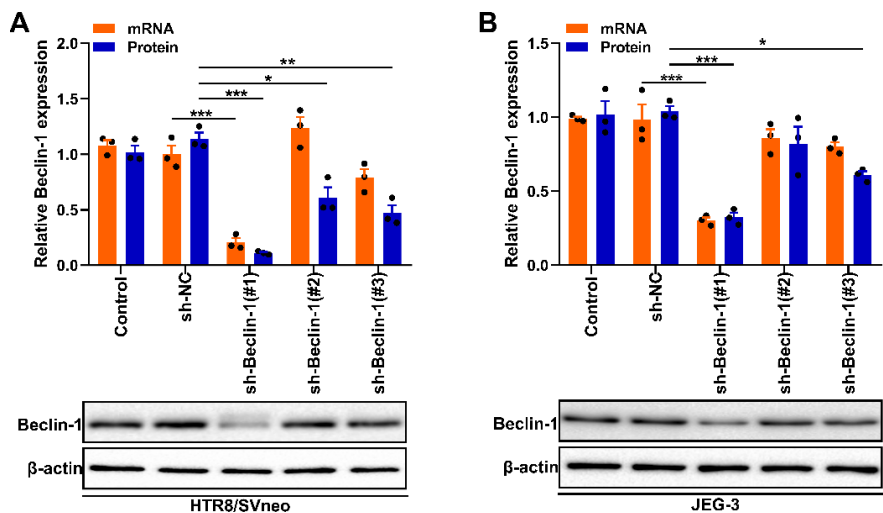 A
mRNA
Protein
Relative Beclin-1 expression
2.0
1.5
1.0
0.5
0.0
**
*
***
***
Control
sh-NC
sh-Beclin-1(#1)
sh-Beclin-1(#2)
sh-Beclin-1(#3)
Beclin-1
β-actin
HTR8/SVneo
B
mRNA
Protein
Relative Beclin-1 expression
1.5
1.0
0.5
0.0
*
***
***
Control
sh-NC
sh-Beclin-1(#1)
sh-Beclin-1(#2)
sh-Beclin-1(#3)
Beclin-1
β-actin
JEG-3